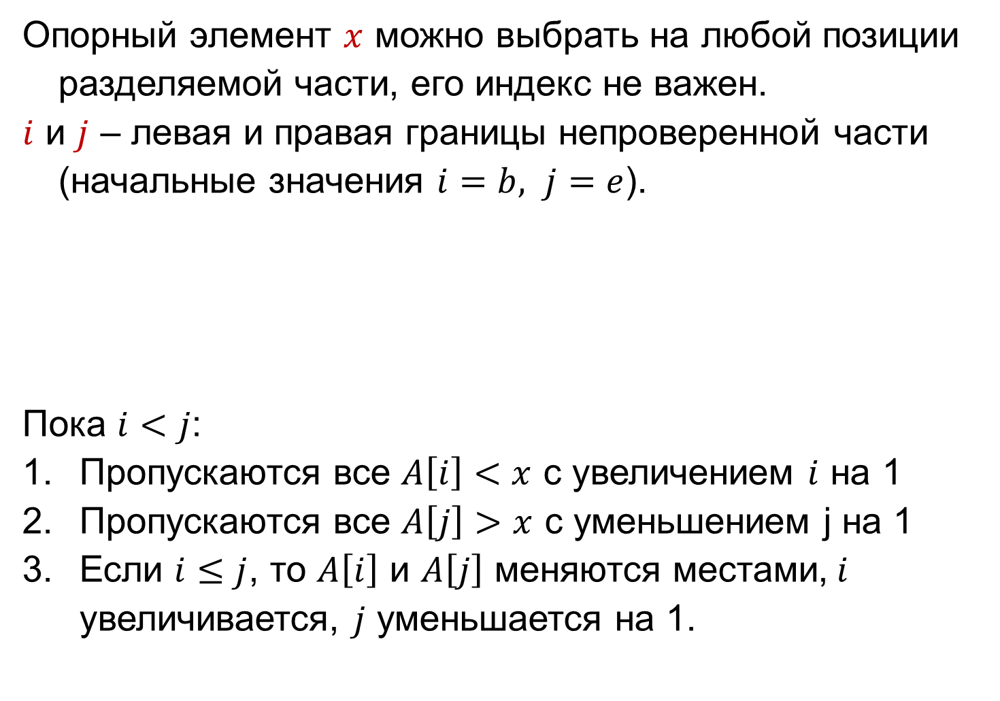 Опорный элемент x можно выбрать на любой позиции
разделяемой части, его индекс не важен.
i и j – левая и правая границы непроверенной части
(начальные значения i = b, j = e).
Пока i < j:
1. Пропускаются все A[i] < x с увеличением i на 1
2. Пропускаются все A[j] > x с уменьшением j на 1
3. Если i ≤ j, то A[i] и A[j] меняются местами, i
увеличивается, j уменьшается на 1.